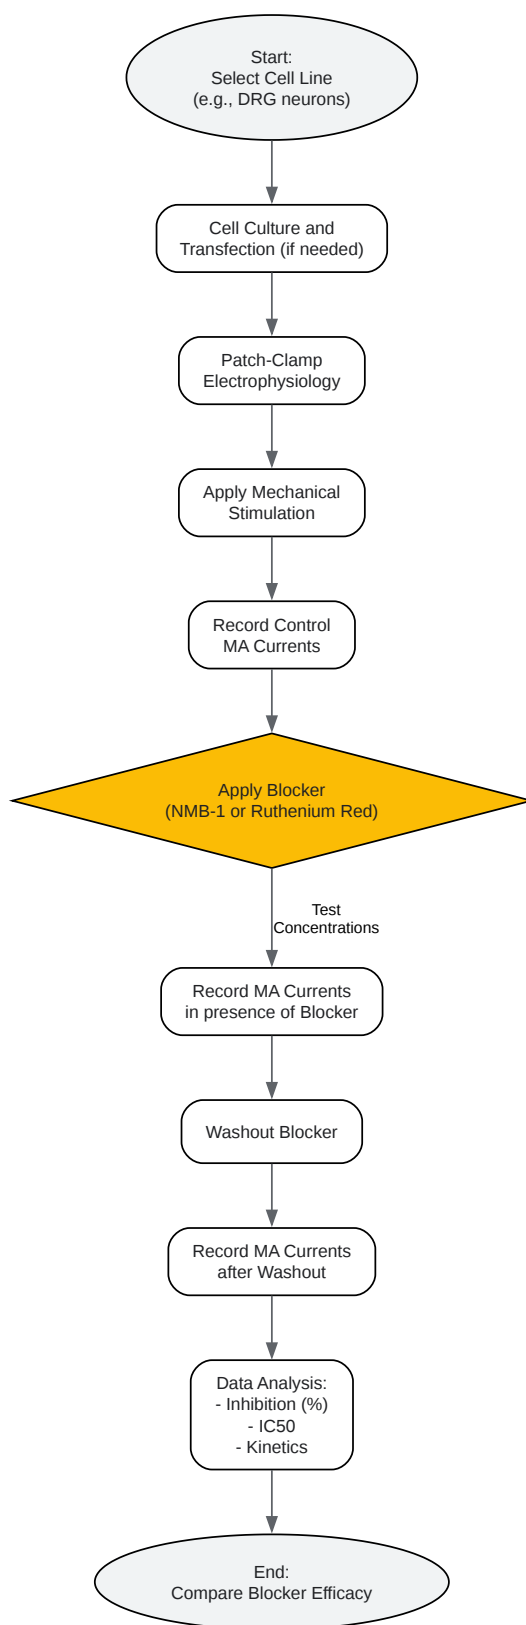 Start:
Select Cell Line
(e.g., DRG neurons)
Cell Culture and
Transfection (if needed)
Patch-Clamp
Electrophysiology
Apply Mechanical
Stimulation
Record Control
MA Currents
Apply Blocker
(NMB-1 or Ruthenium Red)
Test
Concentrations
Record MA Currents
in presence of Blocker
Washout Blocker
Record MA Currents
after Washout
Data Analysis:
- Inhibition (%)
- IC50
- Kinetics
End:
Compare Blocker Efficacy